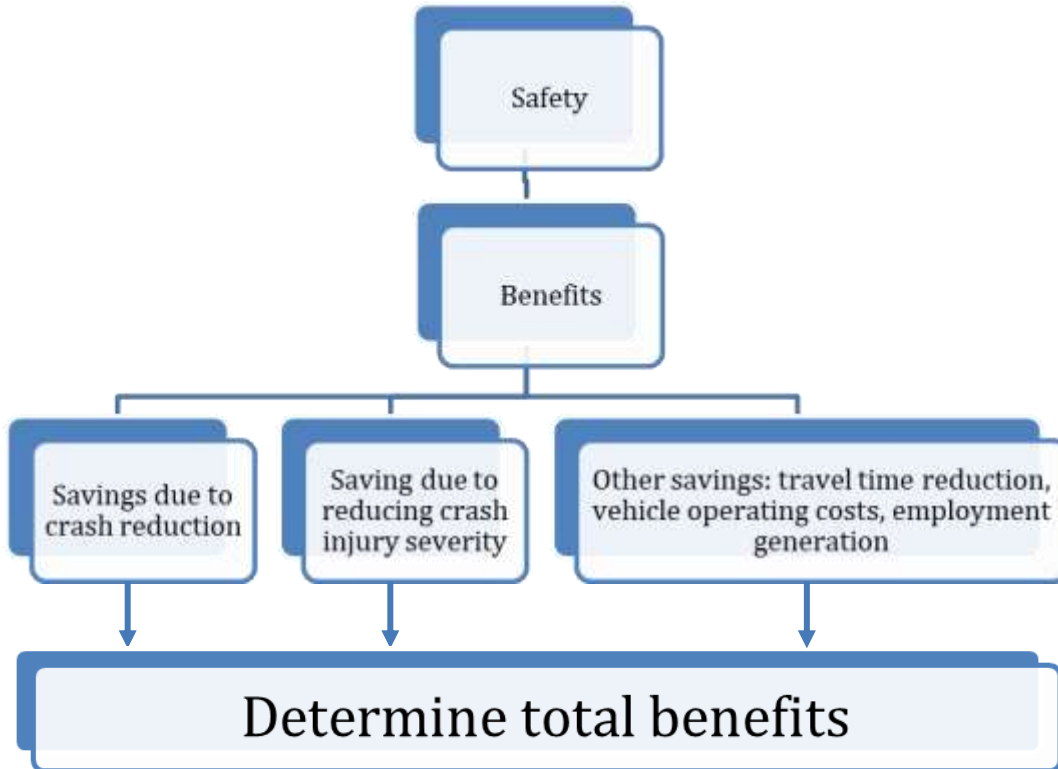 Safety
Benefits
Savings due to
crash reduction
Saving due to
reducing crash
injury severity
Other savings: travel time reduction,
vehicle operating costs, employment
generation
Determine total benefits